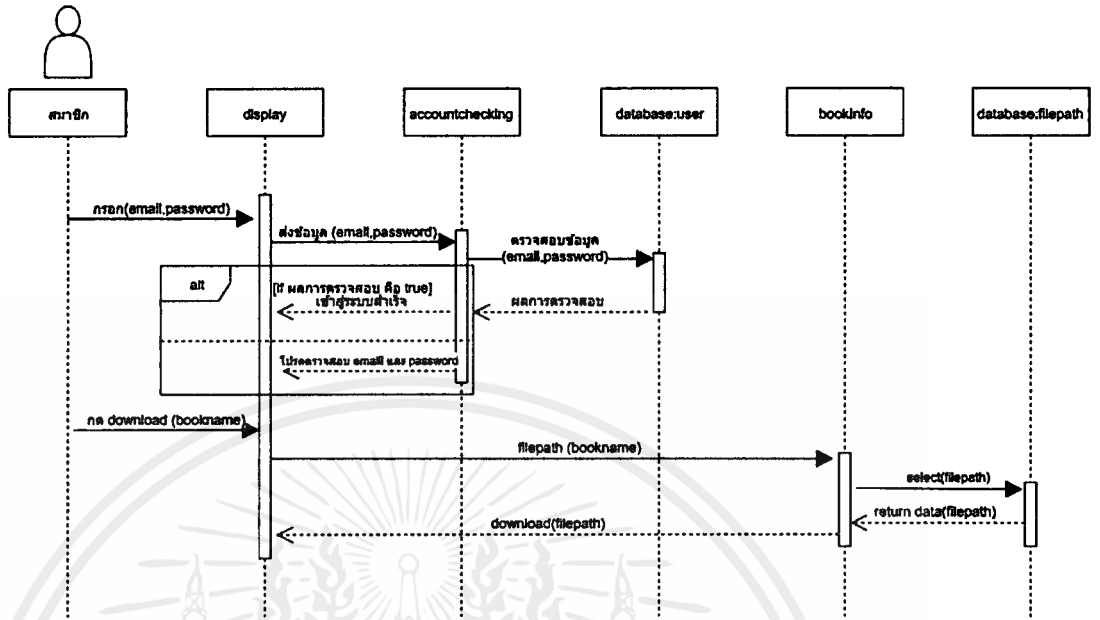 สมาชิก
display
accountchecking
database:user
bookinfo
database:filepath
กรอก(email,password)
ส่งข้อมูล (email,password)
ตรวจสอบข้อมูล
(email,password)
alt
[if ผลการตรวจสอบ คือ true]
เข้าสู่ระบบสำเร็จ
ผลการตรวจสอบ
โปรดตรวจสอบ email และ password
กด download (bookname)
filepath (bookname)
select(filepath)
return data(filepath)
download(filepath)